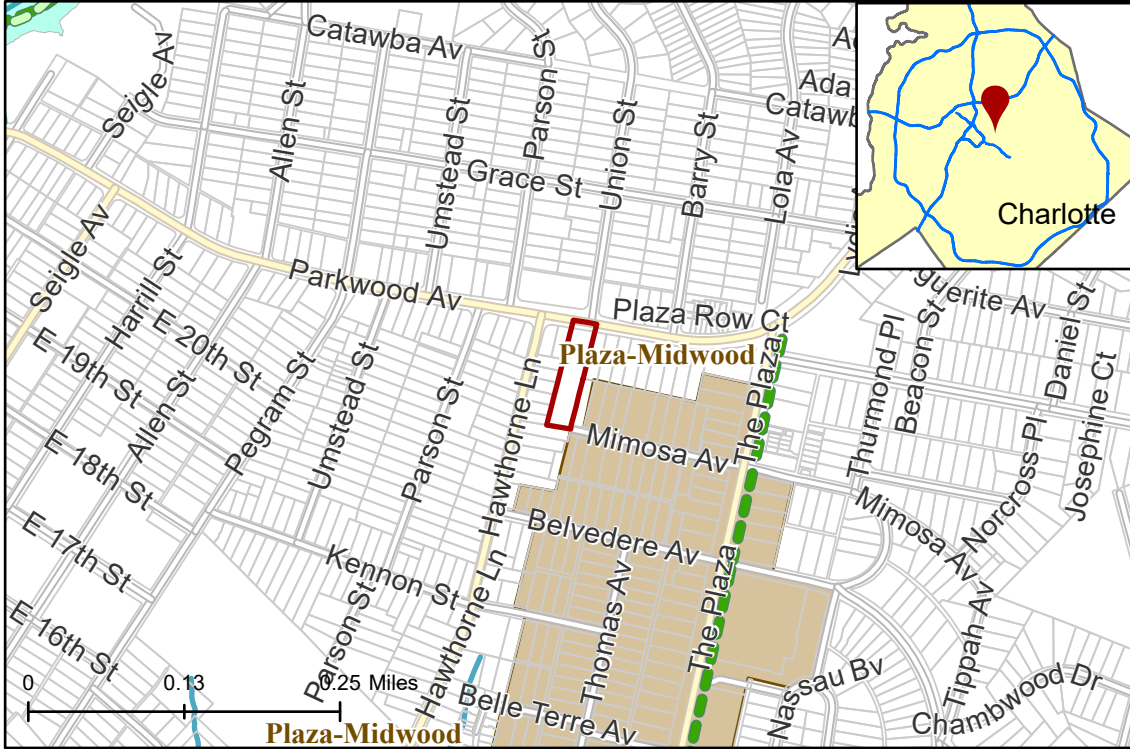 Catawba Av
Parson St
Seigle Av
Allen St
Umstead St
Union St
Barry St
Lola Av
Ada
Catawb
Grace St
Charlotte
Seigle Av
Harrill St
Parkwood Av
Plaza Row Ct
guerite Av
Daniel St
Beacon St
Thurmond Pl
Josephine Ct
E 20th St
E 19th St
Allen St
Pegram St
Umstead St
Parson St
Hawthorne Ln
Plaza-Midwood
The Plaza
Mimosa Av
Norcross Pl
Mimosa Av
E 18th St
E 17th St
E 16th St
Kennon St
Belvedere Av
Parson St
Hawthorne Ln
Thomas Av
The Plaza
Tippah Av
Nassau Bv
Chambwood Dr
Belle Terre Av
0 0.13 0.25 Miles
Plaza-Midwood